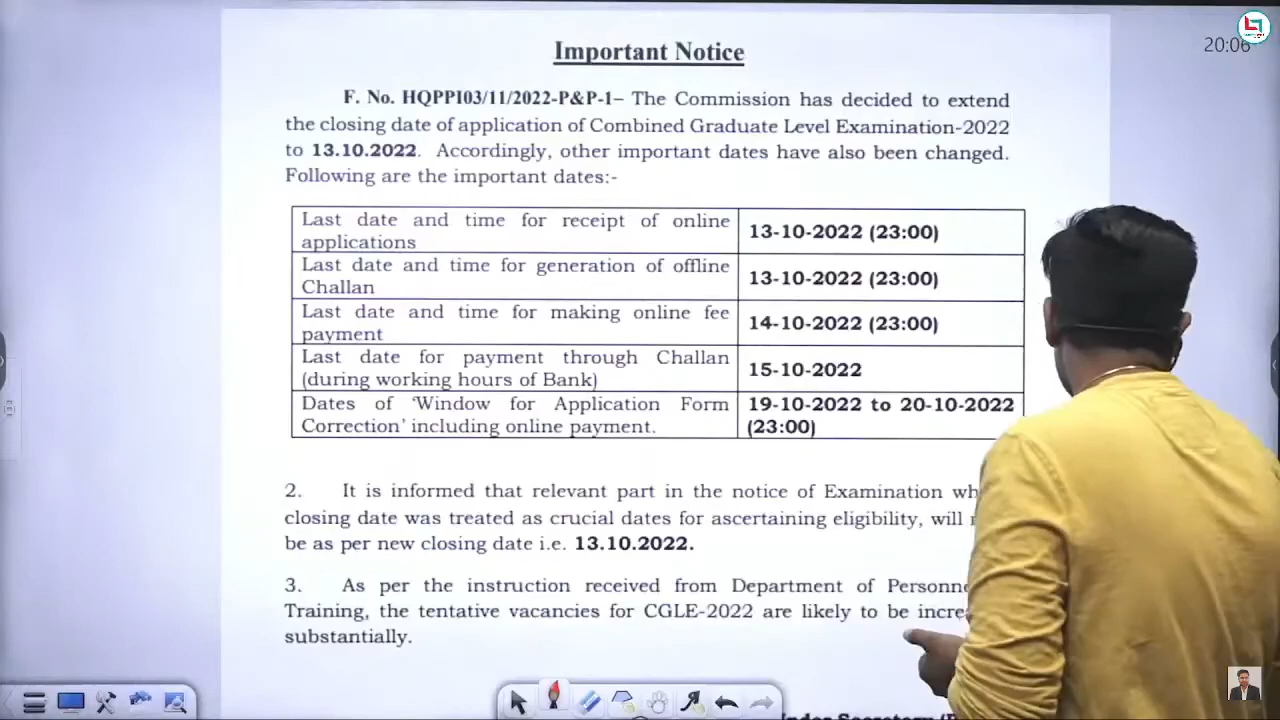 Important Notice
20:06
F. No. HQPPI03/11/2022-P&P-1– The Commission has decided to extend
the closing date of application of Combined Graduate Level Examination-2022
to 13.10.2022. Accordingly, other important dates have also been changed.
Following are the important dates:-
Last date and time for receipt of online
applications
13-10-2022 (23:00)
Last date and time for generation of offline
Challan
13-10-2022 (23:00)
Last date and time for making online fee
payment
14-10-2022 (23:00)
Last date for payment through Challan
(during working hours of Bank)
15-10-2022
Dates of ‘Window for Application Form
Correction’ including online payment.
19-10-2022 to 20-10-2022
(23:00)
2. It is informed that relevant part in the notice of Examination
closing date was treated as crucial dates for ascertaining eligibility, will
be as per new closing date i.e. 13.10.2022.
3. As per the instruction received from Department of
Training, the tentative vacancies for CGLE-2022 are likely to be
substantially.